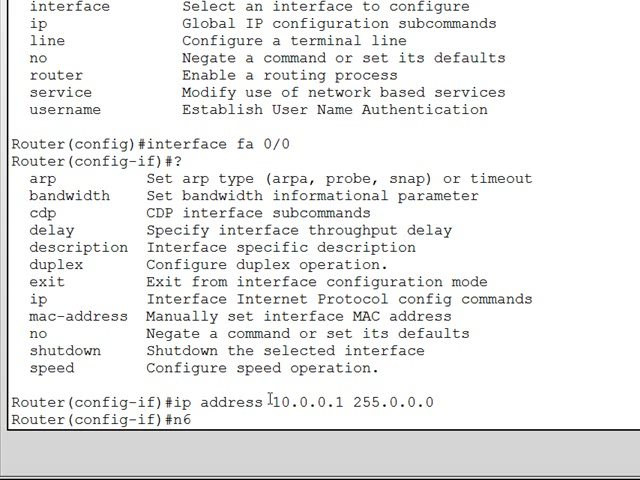 interface Select an interface to configure
ip Global IP configuration subcommands
line Configure a terminal line
no Negate a command or set its defaults
router Enable a routing process
service Modify use of network based services
username Establish User Name Authentication
Router(config)#interface fa 0/0
Router(config-if)#?
arp Set arp type (arpa, probe, snap) or timeout
bandwidth Set bandwidth informational parameter
cdp CDP interface subcommands
delay Specify interface throughput delay
description Interface specific description
duplex Configure duplex operation.
exit Exit from interface configuration mode
ip Interface Internet Protocol config commands
mac-address Manually set interface MAC address
no Negate a command or set its defaults
shutdown Shutdown the selected interface
speed Configure speed operation.
Router(config-if)#ip address 10.0.0.1 255.0.0.0
Router(config-if)#n6